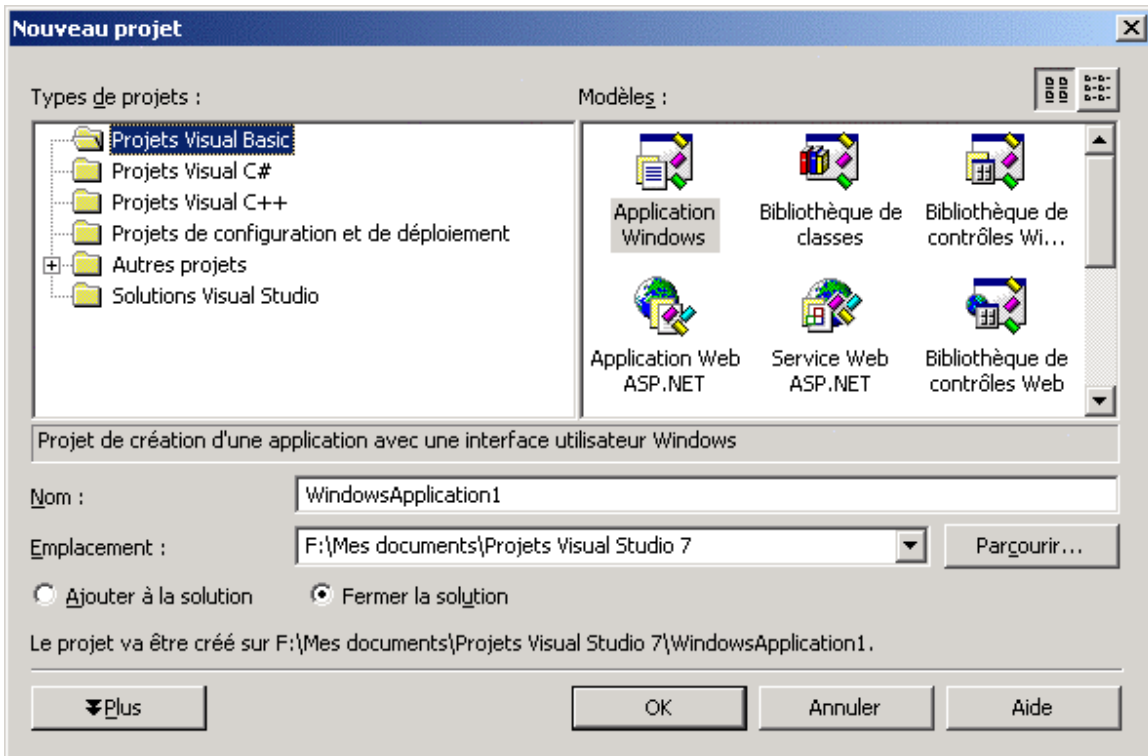 Nouveau projet
Types de projets :
Modèles :
Projets Visual Basic
Projets Visual C#
Projets Visual C++
Projets de configuration et de déploiement
Autres projets
Solutions Visual Studio
Application
Windows
Bibliothèque de
classes
Bibliothèque de
contrôles Wi...
Application Web
ASP.NET
Service Web
ASP.NET
Bibliothèque de
contrôles Web
Projet de création d'une application avec une interface utilisateur Windows
Nom :
WindowsApplication1
Emplacement :
F:\Mes documents\Projets Visual Studio 7
Parcourir...
Ajouter à la solution
Fermer la solution
Le projet va être créé sur F:\Mes documents\Projets Visual Studio 7\WindowsApplication1.
Plus
OK
Annuler
Aide